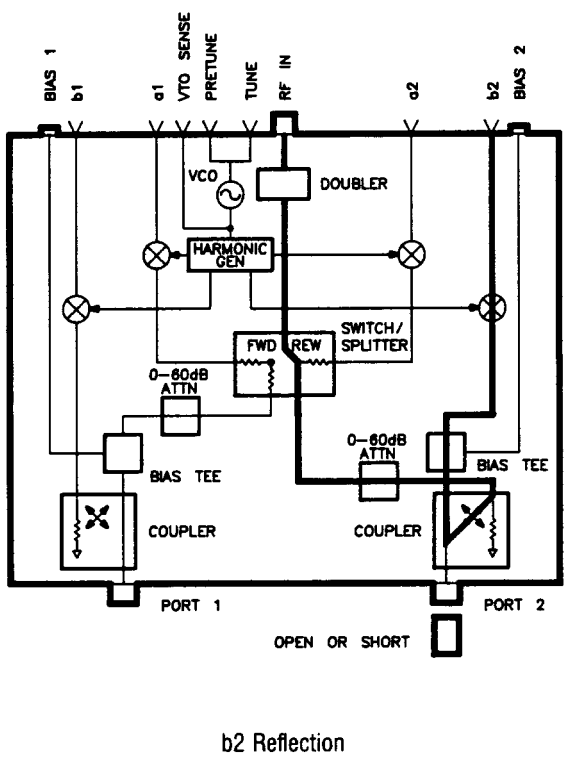 BIAS 1
b1
a1
VTO SENSE
PRETUNE
TUNE
RF IN
a2
b2
BIAS 2
VCO
DOUBLER
HARMONIC
GEN
SWITCH/
SPLITTER
FWD
REW
0-60dB
ATTN
0-60dB
ATTN
BIAS TEE
BIAS TEE
COUPLER
COUPLER
PORT 1
PORT 2
OPEN OR SHORT
b2 Reflection